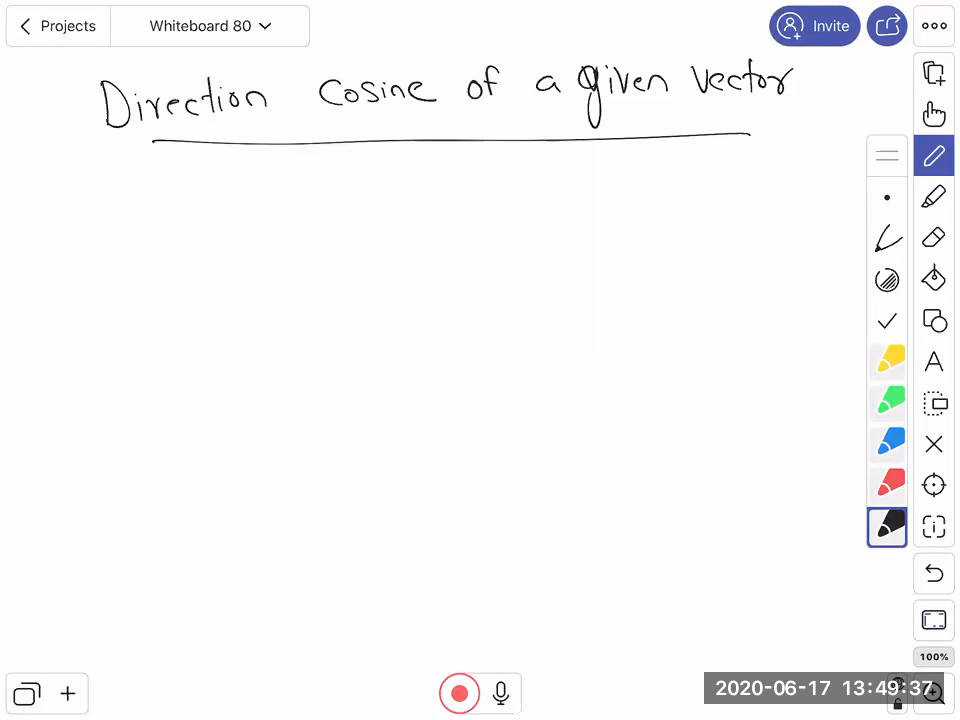 Projects
Whiteboard 80
Invite
Direction cosine of a given vector
A
100%
2020-06-17 13:49:37